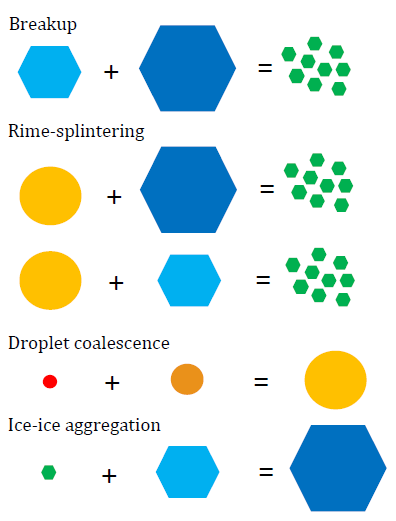 Breakup
+ =
Rime-splintering
+ =
+ =
Droplet coalescence
+ =
Ice-ice aggregation
+ =